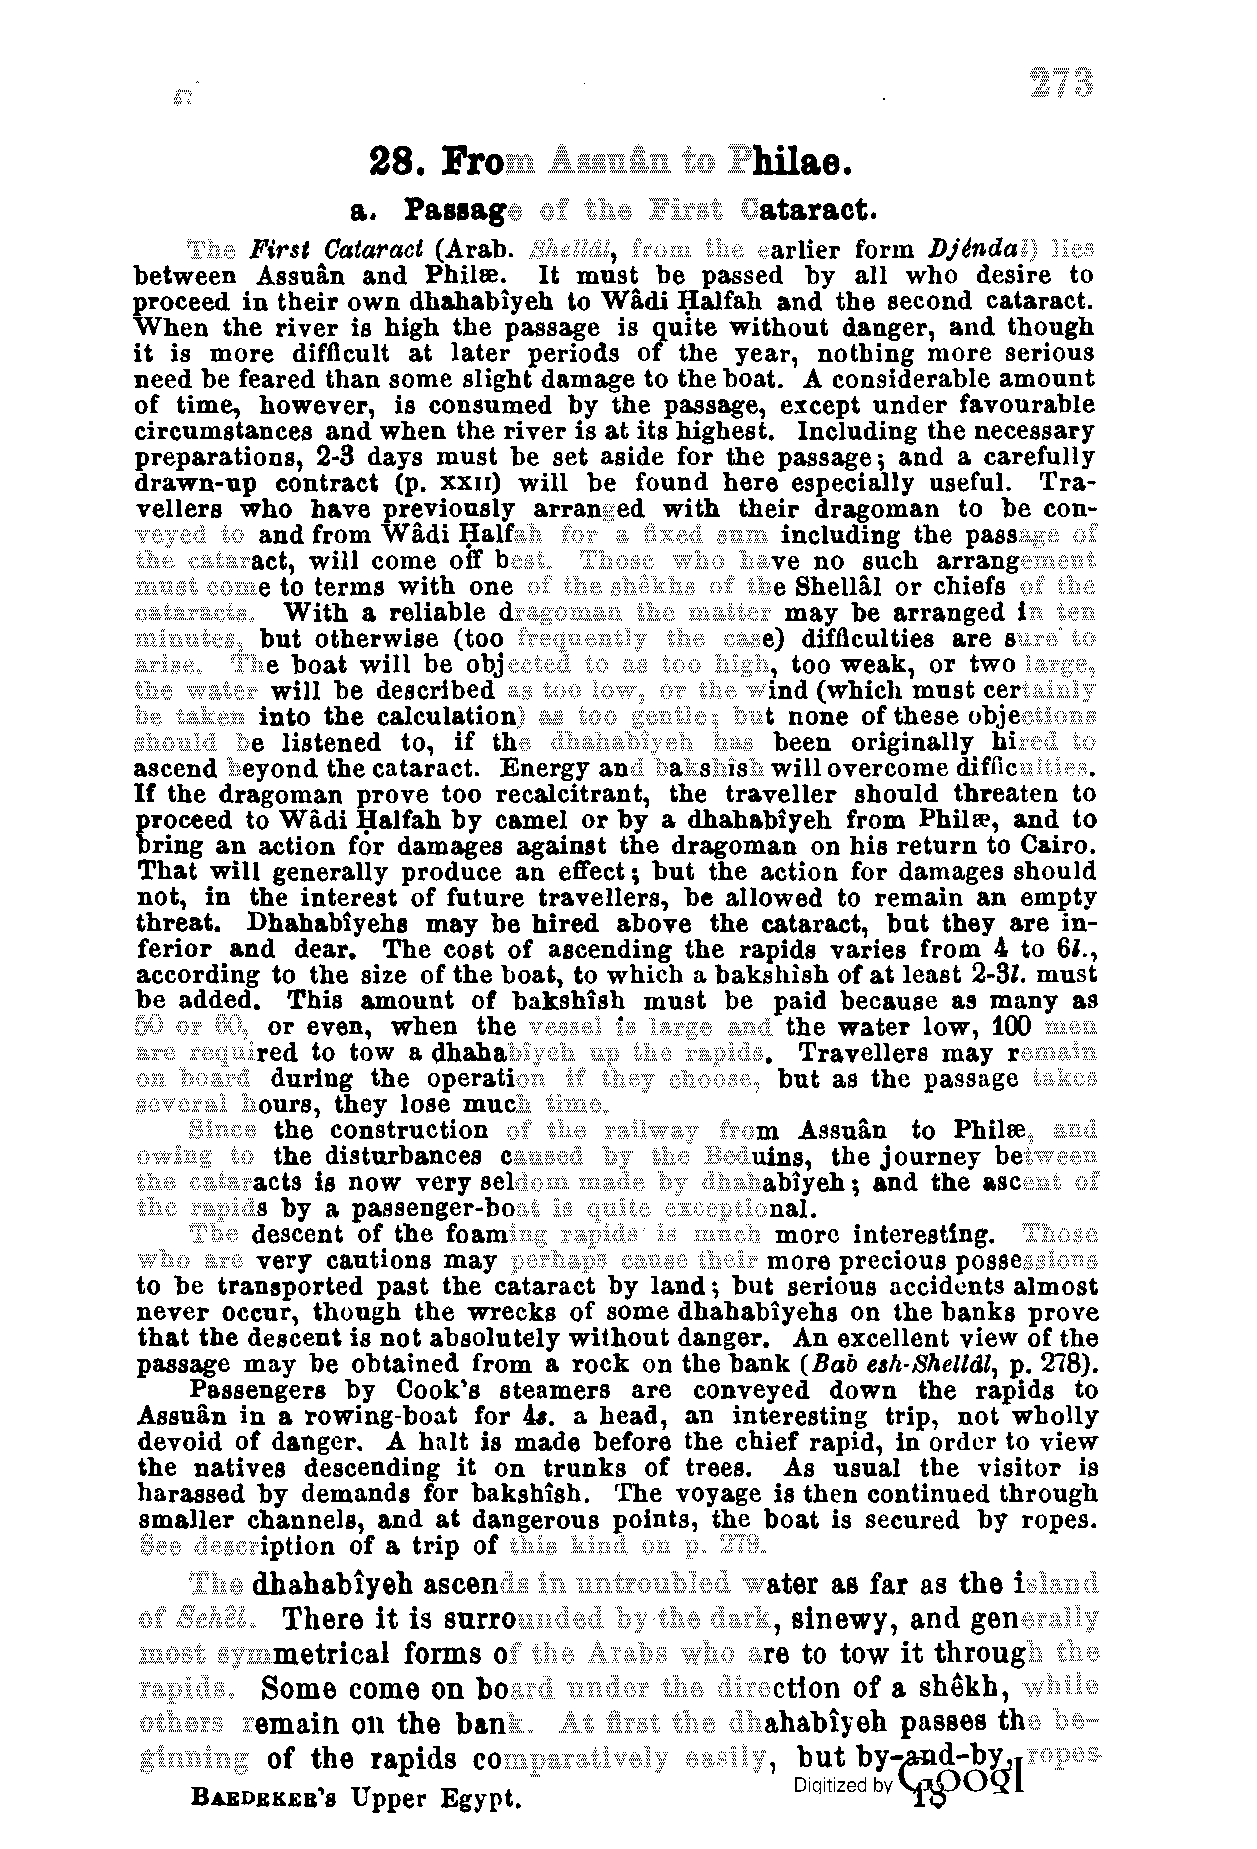 273
28. From Assuân to Philae.
a. Passage of the First Cataract.
The First Cataract (Arab. Shellâl, from the earlier form Djéndal) lies
between Assuân and Philæ. It must be passed by all who desire to
proceed in their own dhahabîyeh to Wâdi Ḥalfah and the second cataract.
When the river is high the passage is quite without danger, and though
it is more difficult at later periods of the year, nothing more serious
need be feared than some slight damage to the boat. A considerable amount
of time, however, is consumed by the passage, except under favourable
circumstances and when the river is at its highest. Including the necessary
preparations, 2-3 days must be set aside for the passage; and a carefully
drawn-up contract (p. XXII) will be found here especially useful. Tra-
vellers who have previously arranged with their dragoman to be con-
veyed to and from Wâdi Ḥalfah for a fixed sum including the passage of
the cataract, will come off best. Those who have no such arrangement
must come to terms with one of the shêkhs of the Shellâl or chiefs of the
cataracts. With a reliable dragoman the matter may be arranged in ten
minutes, but otherwise (too frequently the case) difficulties are sure to
arise. The boat will be objected to as too high, too weak, or two large,
the water will be described as too low, or the wind (which must certainly
be taken into the calculation) as too gentle; but none of these objections
should be listened to, if the dhahabîyeh has been originally hired to
ascend beyond the cataract. Energy and bakshish will overcome difficulties.
If the dragoman prove too recalcitrant, the traveller should threaten to
proceed to Wâdi Ḥalfah by camel or by a dhahabîyeh from Philæ, and to
bring an action for damages against the dragoman on his return to Cairo.
That will generally produce an effect; but the action for damages should
not, in the interest of future travellers, be allowed to remain an empty
threat. Dhahabîyehs may be hired above the cataract, but they are in-
ferior and dear. The cost of ascending the rapids varies from 4 to 6l.,
according to the size of the boat, to which a bakshish of at least 2-3l. must
be added. This amount of bakshîsh must be paid because as many as
50 or 60, or even, when the vessel is large and the water low, 100 men
are required to tow a dhahabîyeh up the rapids. Travellers may remain
on board during the operation if they choose, but as the passage takes
several hours, they lose much time.
Since the construction of the railway from Assuân to Philæ, and
owing to the disturbances caused by the Beduins, the journey between
the cataracts is now very seldom made by dhahabîyeh; and the ascent of
the rapids by a passenger-boat is quite exceptional.
The descent of the foaming rapids is much more interesting. Those
who are very cautions may perhaps cause their more precious possessions
to be transported past the cataract by land; but serious accidents almost
never occur, though the wrecks of some dhahabîyehs on the banks prove
that the descent is not absolutely without danger. An excellent view of the
passage may be obtained from a rock on the bank (Bab esh-Shellâl, p. 278).
Passengers by Cook's steamers are conveyed down the rapids to
Assuân in a rowing-boat for 4s. a head, an interesting trip, not wholly
devoid of danger. A halt is made before the chief rapid, in order to view
the natives descending it on trunks of trees. As usual the visitor is
harassed by demands for bakshîsh. The voyage is then continued through
smaller channels, and at dangerous points, the boat is secured by ropes.
See description of a trip of this kind on p. 279.
The dhahabîyeh ascends in untroubled water as far as the island
of Sehêl. There it is surrounded by the dark, sinewy, and generally
most symmetrical forms of the Arabs who are to tow it through the
rapids. Some come on board under the direction of a shêkh, while
others remain on the bank. At first the dhahabîyeh passes the be-
ginning of the rapids comparatively easily, but by-and-by, ropes
BAEDEKER's Upper Egypt. 18
Digitized by Googl